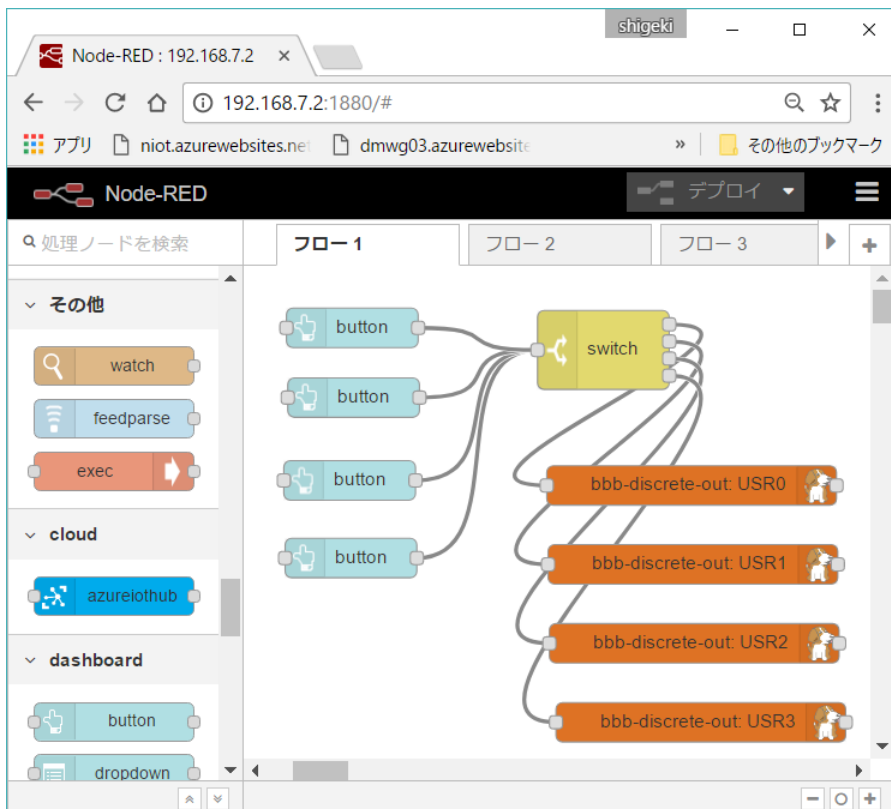 shigeki
Node-RED : 192.168.7.2
192.168.7.2:1880/#
アプリ niot.azurewebsites.net dmwg03.azurewebsite » その他のブックマーク
Node-RED デプロイ
処理ノードを検索 フロー 1 フロー 2 フロー 3
その他
watch
feedparse
exec
cloud
azureiothub
dashboard
button
dropdown
button
button
button
button
switch
bbb-discrete-out: USR0
bbb-discrete-out: USR1
bbb-discrete-out: USR2
bbb-discrete-out: USR3